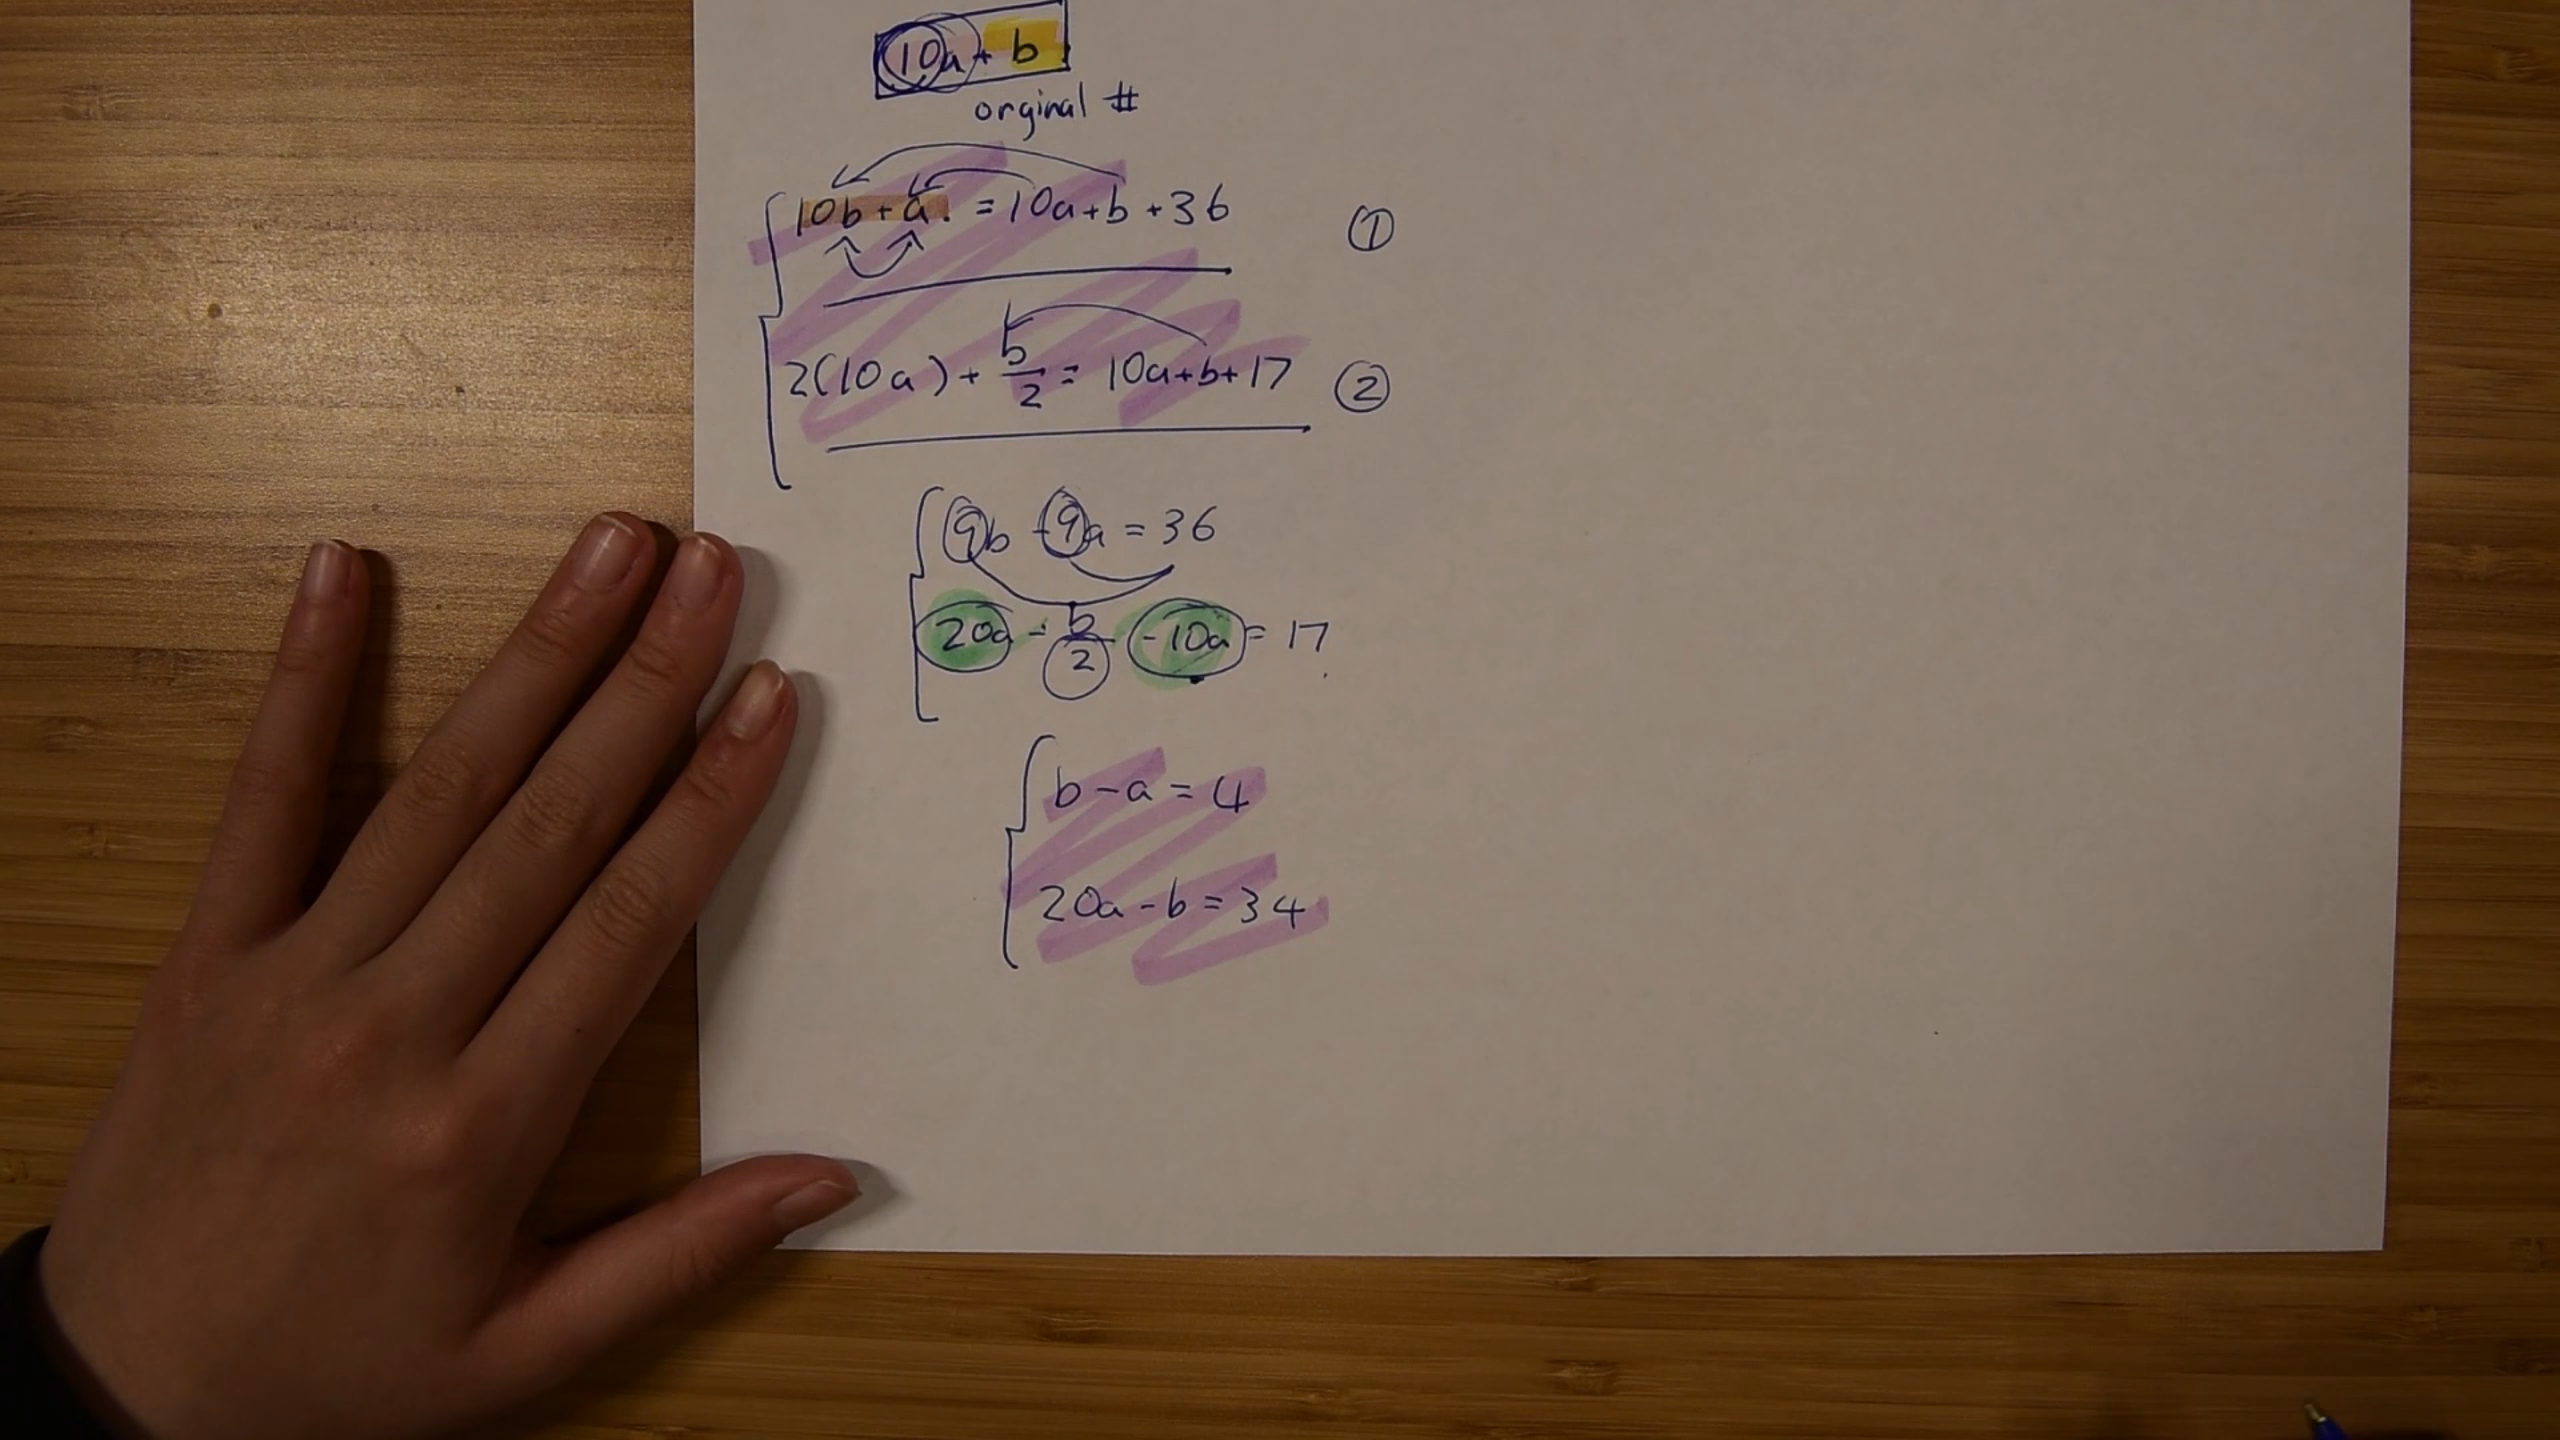 10a + b
orginal #
10b + a. = 10a + b + 36 ①
2(10a) + b/2 = 10a + b + 17 ②
9b - 9a = 36
20a - b/2 - 10a = 17
b - a = 4
20a - b = 34